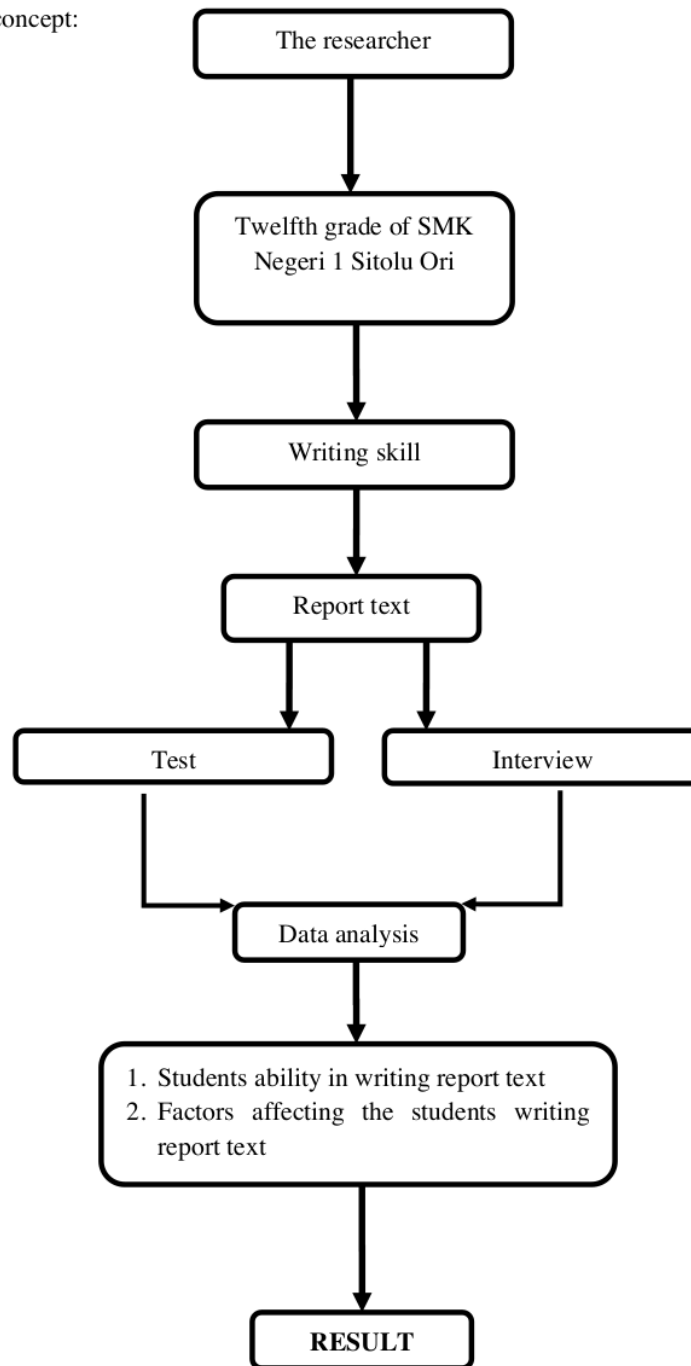 concept:
The researcher
Twelfth grade of SMK
Negeri 1 Sitolu Ori
Writing skill
Report text
Test
Interview
Data analysis
1. Students ability in writing report text
2. Factors affecting the students writing
report text
RESULT